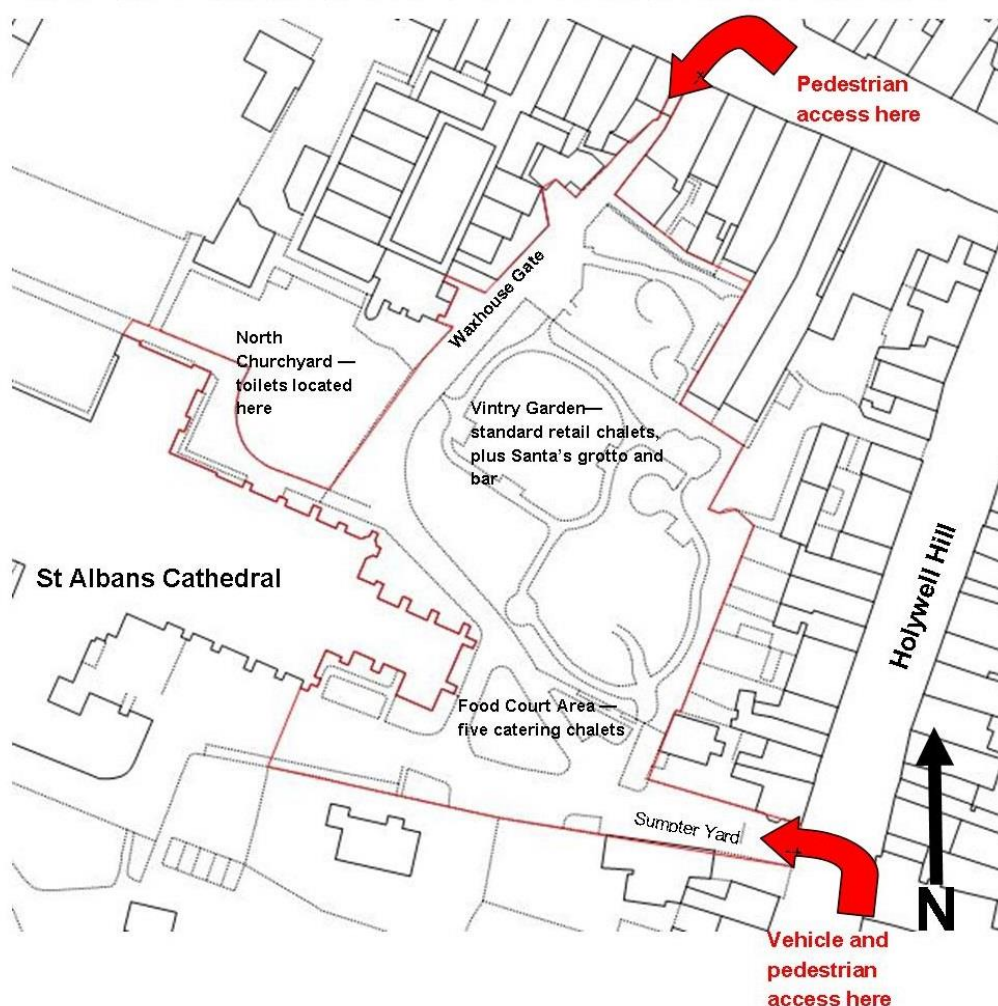 Pedestrian
access here
Waxhouse Gate
North
Churchyard —
toilets located
here
Vintry Garden—
standard retail chalets,
plus Santa's grotto and
bar
St Albans Cathedral
Holywell Hill
Food Court Area —
five catering chalets
Sumpter Yard
N
Vehicle and
pedestrian
access here